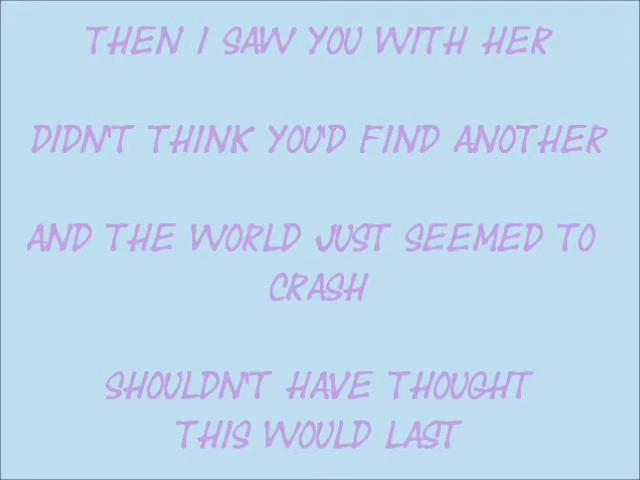 THEN I SAW YOU WITH HER
DIDN'T THINK YOU'D FIND ANOTHER
AND THE WORLD JUST SEEMED TO
CRASH
SHOULDN'T HAVE THOUGHT
THIS WOULD LAST